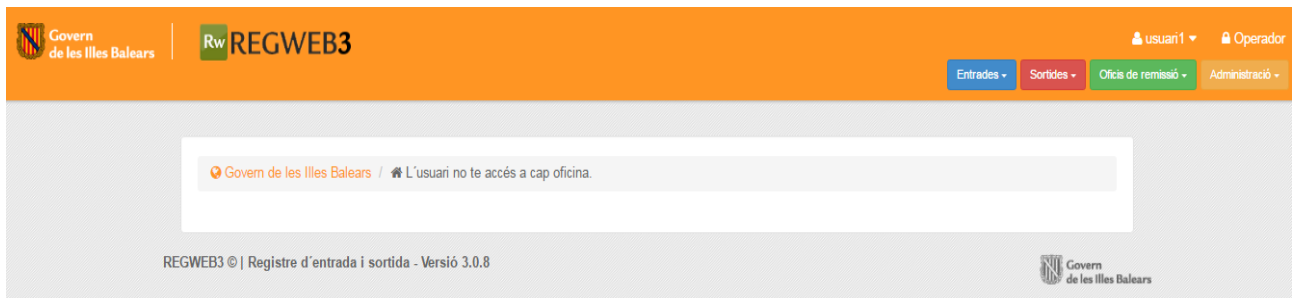 Govern
de les Illes Balears
Rw REGWEB3
usuari1
Operador
Entrades
Sortides
Oficis de remissió
Administració
Govern de les Illes Balears / L´usuari no te accés a cap oficina.
REGWEB3 © | Registre d´entrada i sortida - Versió 3.0.8
Govern
de les Illes Balears